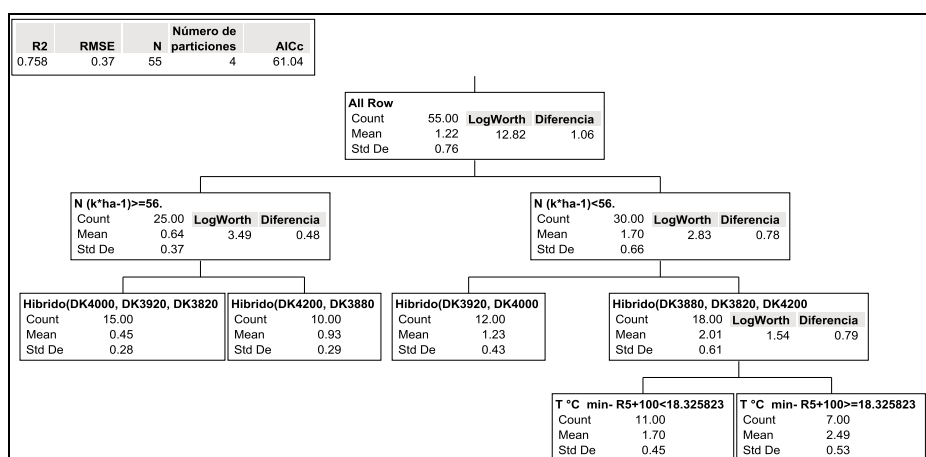 Número de
R2 RMSE N particiones AICc
0.758 0.37 55 4 61.04
All Row
Count 55.00 LogWorth Diferencia
Mean 1.22 12.82 1.06
Std De 0.76
N (k*ha-1)>=56.
Count 25.00 LogWorth Diferencia
Mean 0.64 3.49 0.48
Std De 0.37
N (k*ha-1)<56.
Count 30.00 LogWorth Diferencia
Mean 1.70 2.83 0.78
Std De 0.66
Hibrido(DK4000, DK3920, DK3820
Count 15.00
Mean 0.45
Std De 0.28
Hibrido(DK4200, DK3880
Count 10.00
Mean 0.93
Std De 0.29
Hibrido(DK3920, DK4000
Count 12.00
Mean 1.23
Std De 0.43
Hibrido(DK3880, DK3820, DK4200
Count 18.00 LogWorth Diferencia
Mean 2.01 1.54 0.79
Std De 0.61
T °C min- R5+100<18.325823
Count 11.00
Mean 1.70
Std De 0.45
T °C min- R5+100>=18.325823
Count 7.00
Mean 2.49
Std De 0.53